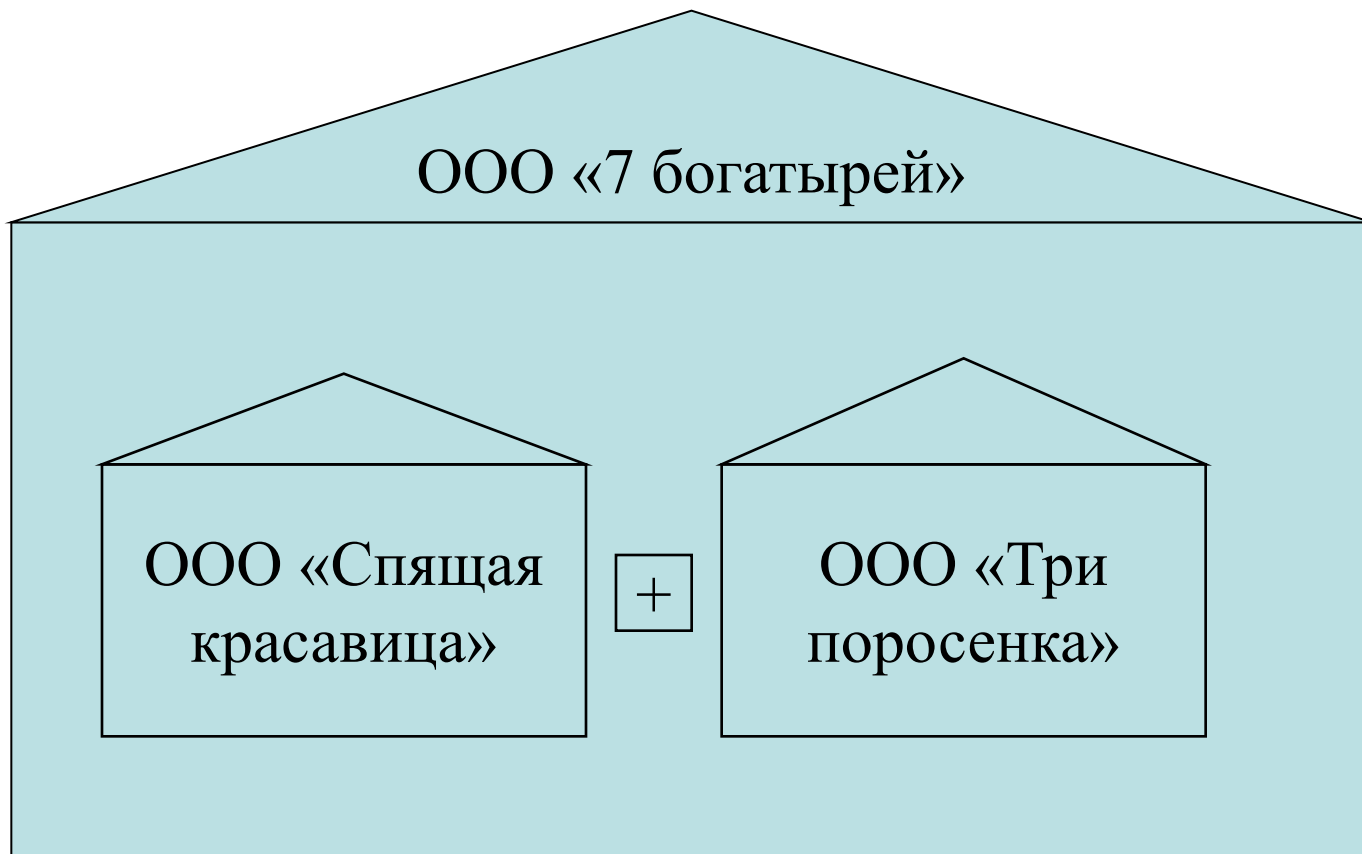 ООО «7 богатырей»
ООО «Спящая
красавица»
+
ООО «Три
поросенка»